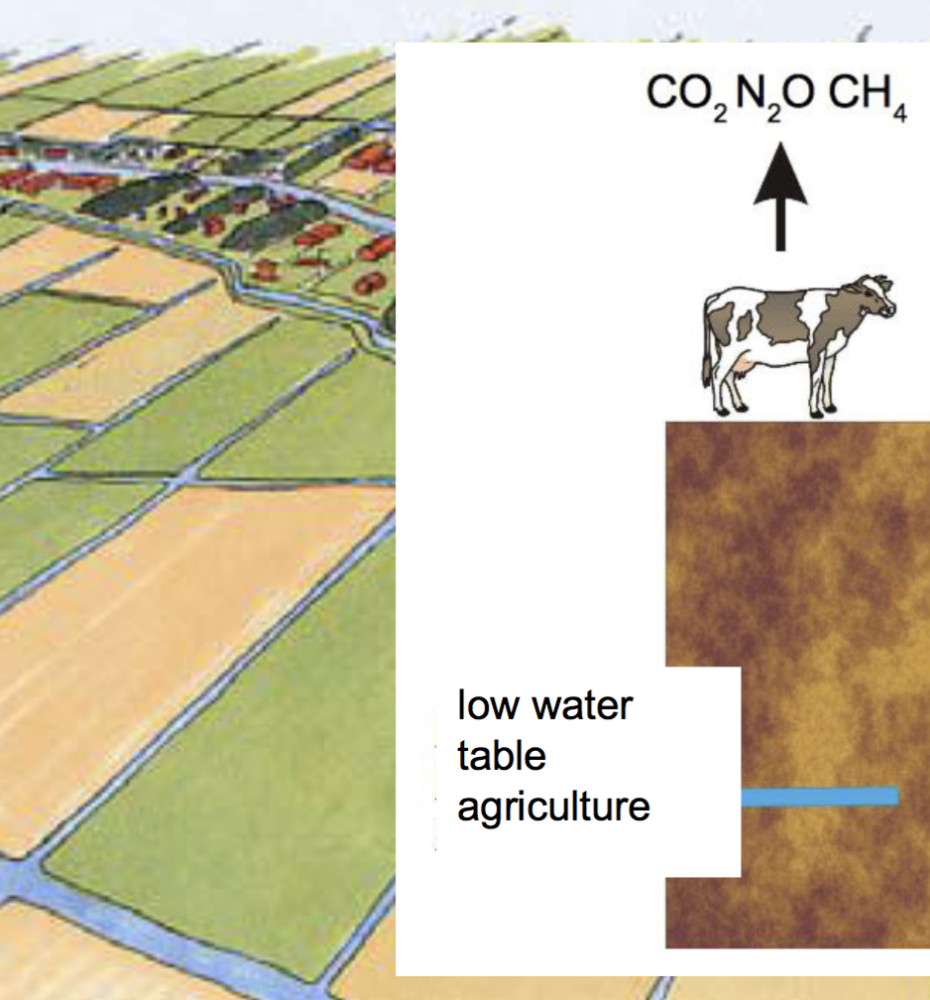 CO₂ N₂O CH₄
low water
table
agriculture